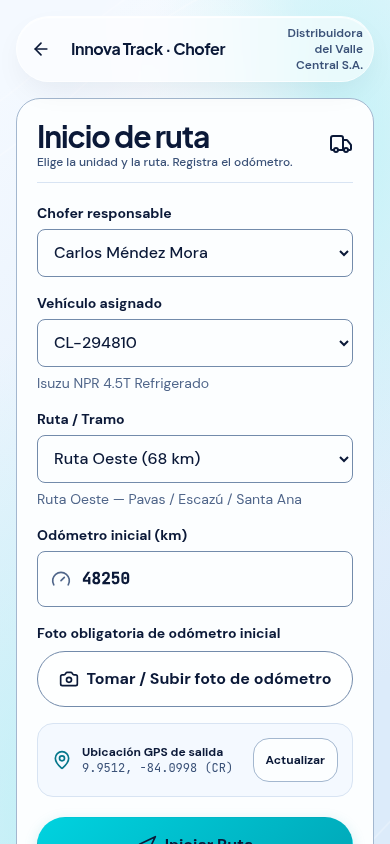 Innova Track · Chofer
Distribuidora
del Valle
Central S.A.
Inicio de ruta
Elige la unidad y la ruta. Registra el odómetro.
Chofer responsable
Carlos Méndez Mora
Vehículo asignado
CL-294810
Isuzu NPR 4.5T Refrigerado
Ruta / Tramo
Ruta Oeste (68 km)
Ruta Oeste — Pavas / Escazú / Santa Ana
Odómetro inicial (km)
48250
Foto obligatoria de odómetro inicial
Tomar / Subir foto de odómetro
Ubicación GPS de salida
9.9512, -84.0998 (CR)
Actualizar
Iniciar Ruta